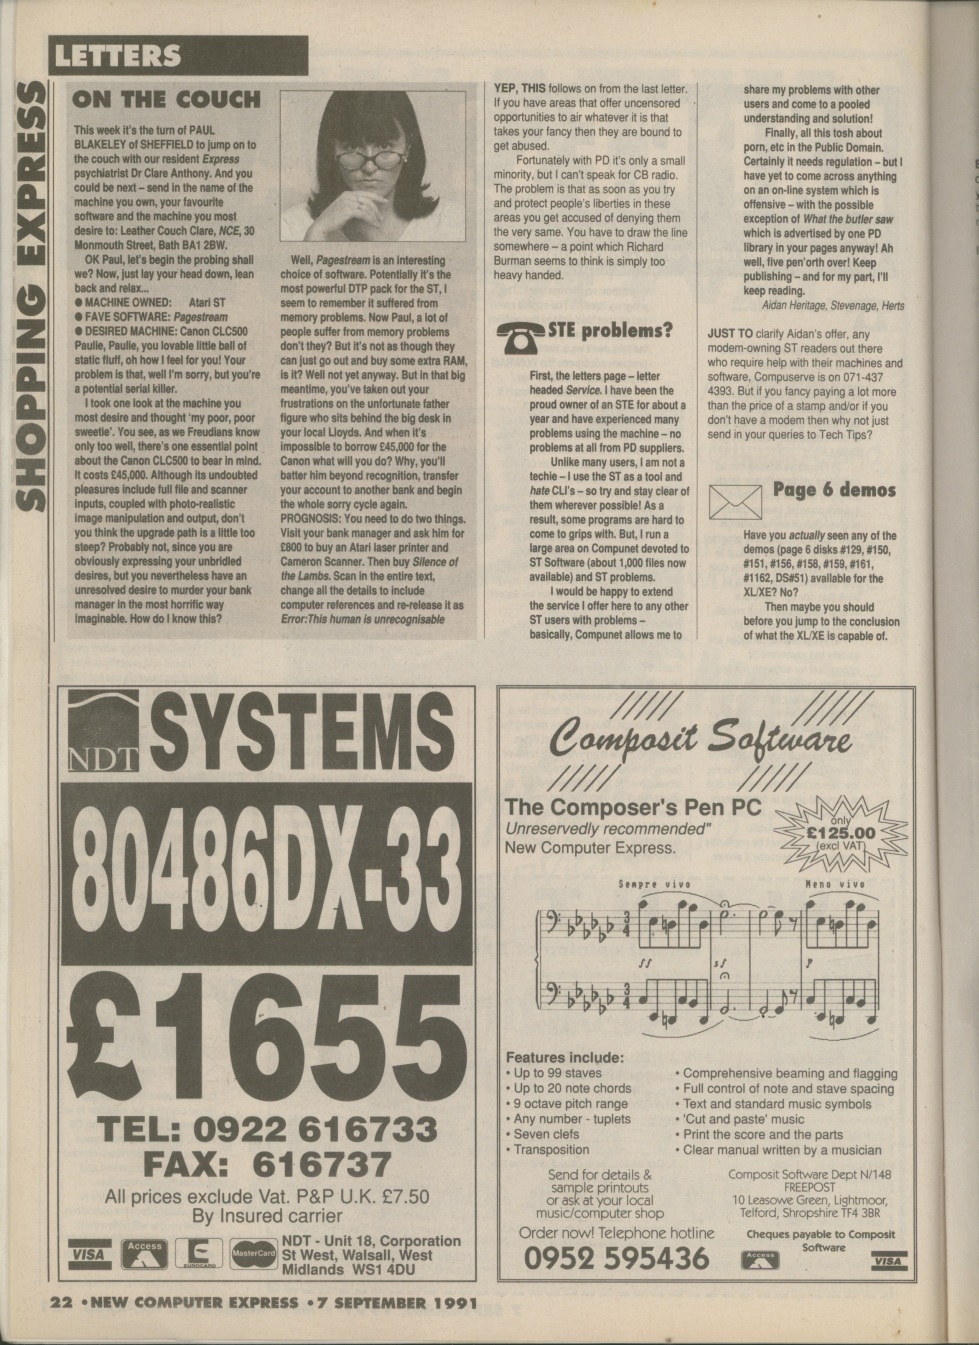 LETTERS
SHOPPING EXPRESS
ON THE COUCH
This week it's the turn of PAUL
BLAKELEY of SHEFFIELD to jump on to
the couch with our resident Express
psychiatrist Dr Clare Anthony. And you
could be next – send in the name of the
machine you own, your favourite
software and the machine you most
desire to: Leather Couch Clare, NCE, 30
Monmouth Street, Bath BA1 2BW.
OK Paul, let's begin the probing shall
we? Now, just lay your head down, lean
back and relax...
● MACHINE OWNED: Atari ST
● FAVE SOFTWARE: Pagestream
● DESIRED MACHINE: Canon CLC500
Paulie, Paulie, you lovable little ball of
static fluff, oh how I feel for you! Your
problem is that, well I'm sorry, but you're
a potential serial killer.
I took one look at the machine you
most desire and thought 'my poor, poor
sweetie'. You see, as we Freudians know
only too well, there's one essential point
about the Canon CLC500 to bear in mind.
It costs £45,000. Although its undoubted
pleasures include full file and scanner
inputs, coupled with photo-realistic
image manipulation and output, don't
you think the upgrade path is a little too
steep? Probably not, since you are
obviously expressing your unbridled
desires, but you nevertheless have an
unresolved desire to murder your bank
manager in the most horrific way
imaginable. How do I know this?
Well, Pagestream is an interesting
choice of software. Potentially it's the
most powerful DTP pack for the ST, I
seem to remember it suffered from
memory problems. Now Paul, a lot of
people suffer from memory problems
don't they? But it's not as though they
can just go out and buy some extra RAM,
is it? Well not yet anyway. But in that big
meantime, you've taken out your
frustrations on the unfortunate father
figure who sits behind the big desk in
your local Lloyds. And when it's
impossible to borrow £45,000 for the
Canon what will you do? Why, you'll
batter him beyond recognition, transfer
your account to another bank and begin
the whole sorry cycle again.
PROGNOSIS: You need to do two things.
Visit your bank manager and ask him for
£800 to buy an Atari laser printer and
Cameron Scanner. Then buy Silence of
the Lambs. Scan in the entire text,
change all the details to include
computer references and re-release it as
Error:This human is unrecognisable
YEP, THIS follows on from the last letter.
If you have areas that offer uncensored
opportunities to air whatever it is that
takes your fancy then they are bound to
get abused.
Fortunately with PD it's only a small
minority, but I can't speak for CB radio.
The problem is that as soon as you try
and protect people's liberties in these
areas you get accused of denying them
the very same. You have to draw the line
somewhere – a point which Richard
Burman seems to think is simply too
heavy handed.
STE problems?
First, the letters page – letter
headed Service. I have been the
proud owner of an STE for about a
year and have experienced many
problems using the machine – no
problems at all from PD suppliers.
Unlike many users, I am not a
techie – I use the ST as a tool and
hate CLI's – so try and stay clear of
them wherever possible! As a
result, some programs are hard to
come to grips with. But, I run a
large area on Compunet devoted to
ST Software (about 1,000 files now
available) and ST problems.
I would be happy to extend
the service I offer here to any other
ST users with problems –
basically, Compunet allows me to
share my problems with other
users and come to a pooled
understanding and solution!
Finally, all this tosh about
porn, etc in the Public Domain.
Certainly it needs regulation – but I
have yet to come across anything
on an on-line system which is
offensive – with the possible
exception of What the butler saw
which is advertised by one PD
library in your pages anyway! Ah
well, five pen'orth over! Keep
publishing – and for my part, I'll
keep reading.
Aidan Heritage, Stevenage, Herts
JUST TO clarify Aidan's offer, any
modem-owning ST readers out there
who require help with their machines and
software, Compuserve is on 071-437
4393. But if you fancy paying a lot more
than the price of a stamp and/or if you
don't have a modem then why not just
send in your queries to Tech Tips?
Page 6 demos
Have you actually seen any of the
demos (page 6 disks #129, #150,
#151, #156, #158, #159, #161,
#1162, DS#51) available for the
XL/XE? No?
Then maybe you should
before you jump to the conclusion
of what the XL/XE is capable of.
NDT SYSTEMS
80486DX-33
£1655
TEL: 0922 616733
FAX: 616737
All prices exclude Vat. P&P U.K. £7.50
By Insured carrier
VISA Access EUROCARD MasterCard
NDT - Unit 18, Corporation
St West, Walsall, West
Midlands WS1 4DU
Composit Software
The Composer's Pen PC
Unreservedly recommended"
New Computer Express.
only
£125.00
(excl VAT)
Sempre vivo
Meno vivo
Features include:
• Up to 99 staves
• Up to 20 note chords
• 9 octave pitch range
• Any number - tuplets
• Seven clefs
• Transposition
• Comprehensive beaming and flagging
• Full control of note and stave spacing
• Text and standard music symbols
• 'Cut and paste' music
• Print the score and the parts
• Clear manual written by a musician
Send for details &
sample printouts
or ask at your local
music/computer shop
Order now! Telephone hotline
0952 595436
Composit Software Dept N/148
FREEPOST
10 Leasowe Green, Lightmoor,
Telford, Shropshire TF4 3BR
Cheques payable to Composit
Software
Access VISA
22 • NEW COMPUTER EXPRESS • 7 SEPTEMBER 1991